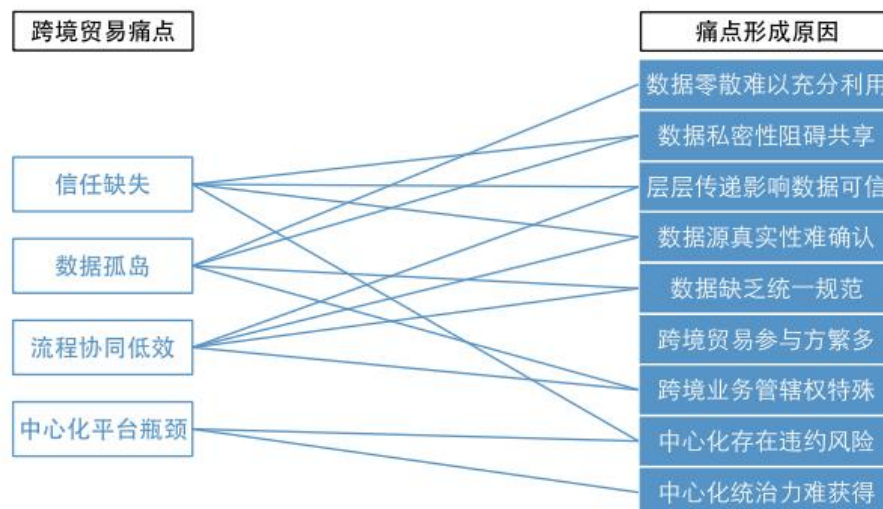 跨境贸易痛点
信任缺失
数据孤岛
流程协同低效
中心化平台瓶颈
痛点形成原因
数据零散难以充分利用
数据私密性阻碍共享
层层传递影响数据可信
数据源真实性难确认
数据缺乏统一规范
跨境贸易参与方繁多
跨境业务管辖权特殊
中心化存在违约风险
中心化统治力难获得